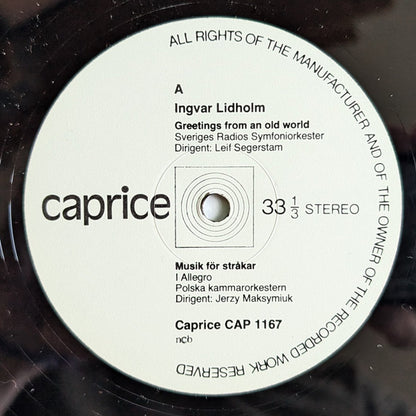 ALL RIGHTS OF THE MANUFACTURER AND OF THE OWNER OF THE RECORDED WORK RESERVED
A
Ingvar Lidholm
Greetings from an old world
Sveriges Radios Symfoniorkester
Dirigent: Leif Segerstam
caprice
33 1/3 STEREO
Musik för stråkar
I Allegro
Polska kammarorkestern
Dirigent: Jerzy Maksymiuk
Caprice CAP 1167
ncb